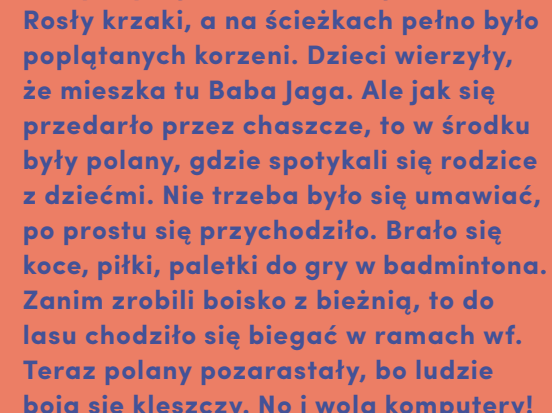 Rosły krzaki, a na ścieżkach pełno było
poplątanych korzeni. Dzieci wierzyły,
że mieszka tu Baba Jaga. Ale jak się
przedarło przez chaszcze, to w środku
były polany, gdzie spotykali się rodzice
z dziećmi. Nie trzeba było się umawiać,
po prostu się przychodziło. Brało się
koce, piłki, paletki do gry w badmintona.
Zanim zrobili boisko z bieżnią, to do
lasu chodziło się biegać w ramach wf.
Teraz polany pozarastały, bo ludzie
boją się kleszczy. No i wolą komputery!